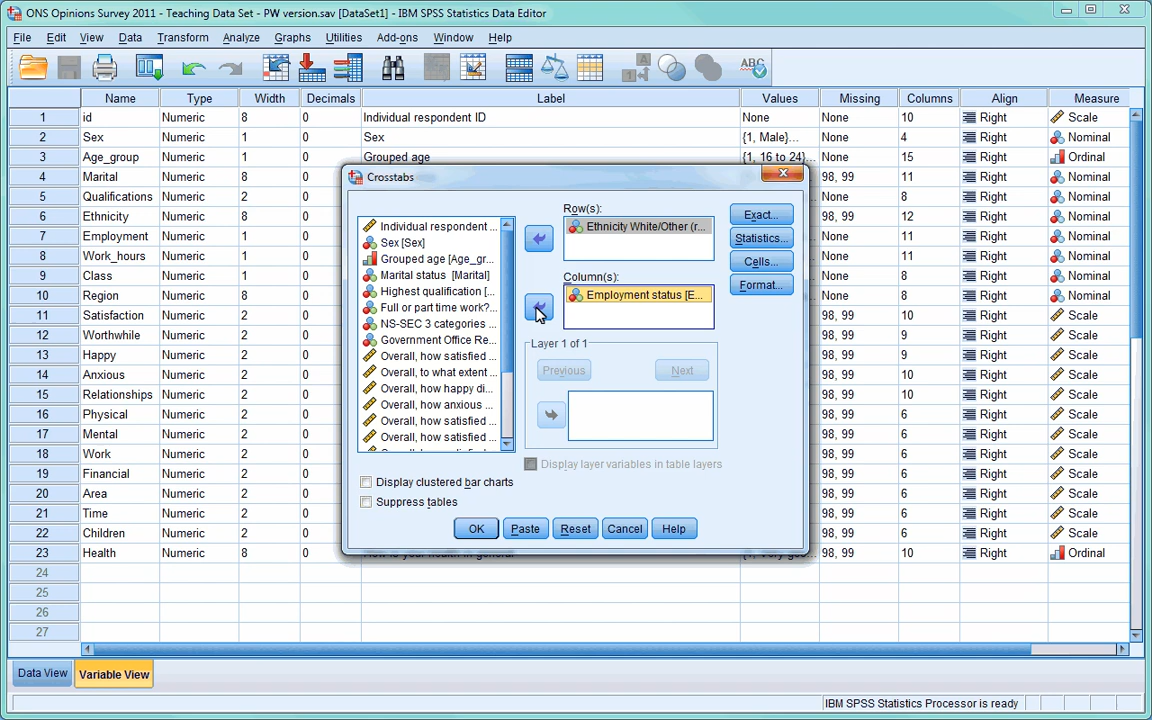 ONS Opinions Survey 2011 - Teaching Data Set - PW version.sav [DataSet1] - IBM SPSS Statistics Data Editor
File Edit View Data Transform Analyze Graphs Utilities Add-ons Window Help
Name Type Width Decimals Label Values Missing Columns Align Measure
1 id Numeric 8 0 Individual respondent ID None None 10 Right Scale
2 Sex Numeric 1 0 Sex {1, Male}... None 4 Right Nominal
3 Age_group Numeric 1 0 Grouped age {1, 16 to 24}... None 15 Right Ordinal
4 Marital Numeric 8 0 98, 99 11 Right Nominal
5 Qualifications Numeric 2 0 None 8 Right Nominal
6 Ethnicity Numeric 8 0 98, 99 12 Right Nominal
7 Employment Numeric 1 0 None 11 Right Nominal
8 Work_hours Numeric 1 0 98, 99 11 Right Nominal
9 Class Numeric 1 0 98, 99 8 Right Nominal
10 Region Numeric 8 0 None 8 Right Nominal
11 Satisfaction Numeric 2 0 98, 99 10 Right Scale
12 Worthwhile Numeric 2 0 98, 99 9 Right Scale
13 Happy Numeric 2 0 98, 99 9 Right Scale
14 Anxious Numeric 2 0 98, 99 10 Right Scale
15 Relationships Numeric 2 0 98, 99 10 Right Scale
16 Physical Numeric 2 0 98, 99 6 Right Scale
17 Mental Numeric 2 0 98, 99 6 Right Scale
18 Work Numeric 2 0 98, 99 6 Right Scale
19 Financial Numeric 2 0 98, 99 6 Right Scale
20 Area Numeric 2 0 98, 99 6 Right Scale
21 Time Numeric 2 0 98, 99 6 Right Scale
22 Children Numeric 2 0 98, 99 6 Right Scale
23 Health Numeric 8 0 98, 99 10 Right Ordinal
24
25
26
27
Crosstabs
Individual respondent ...
Sex [Sex]
Grouped age [Age_gr...
Marital status [Marital]
Highest qualification [...
Full or part time work?...
NS-SEC 3 categories ...
Government Office Re...
Overall, how satisfied ...
Overall, to what extent ...
Overall, how happy di...
Overall, how anxious ...
Overall, how satisfied ...
Overall, how satisfied ...
Row(s):
Ethnicity White/Other (r...
Column(s):
Employment status [E...
Layer 1 of 1
Previous Next
Display layer variables in table layers
Exact...
Statistics...
Cells...
Format...
Display clustered bar charts
Suppress tables
OK Paste Reset Cancel Help
Data View Variable View
IBM SPSS Statistics Processor is ready